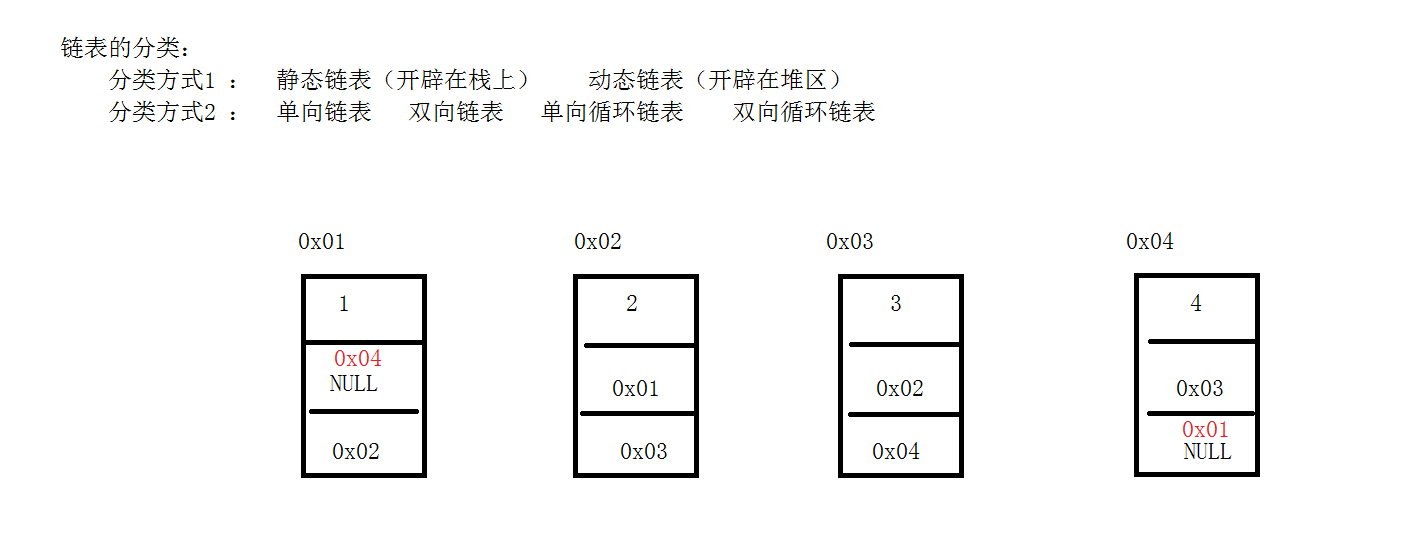 链表的分类：
分类方式1 ： 静态链表（开辟在栈上） 动态链表（开辟在堆区）
分类方式2 ： 单向链表 双向链表 单向循环链表 双向循环链表
0x01 0x02 0x03 0x04
1 2 3 4
0x04
NULL 0x01 0x02 0x03
0x01
0x02 0x03 0x04 NULL